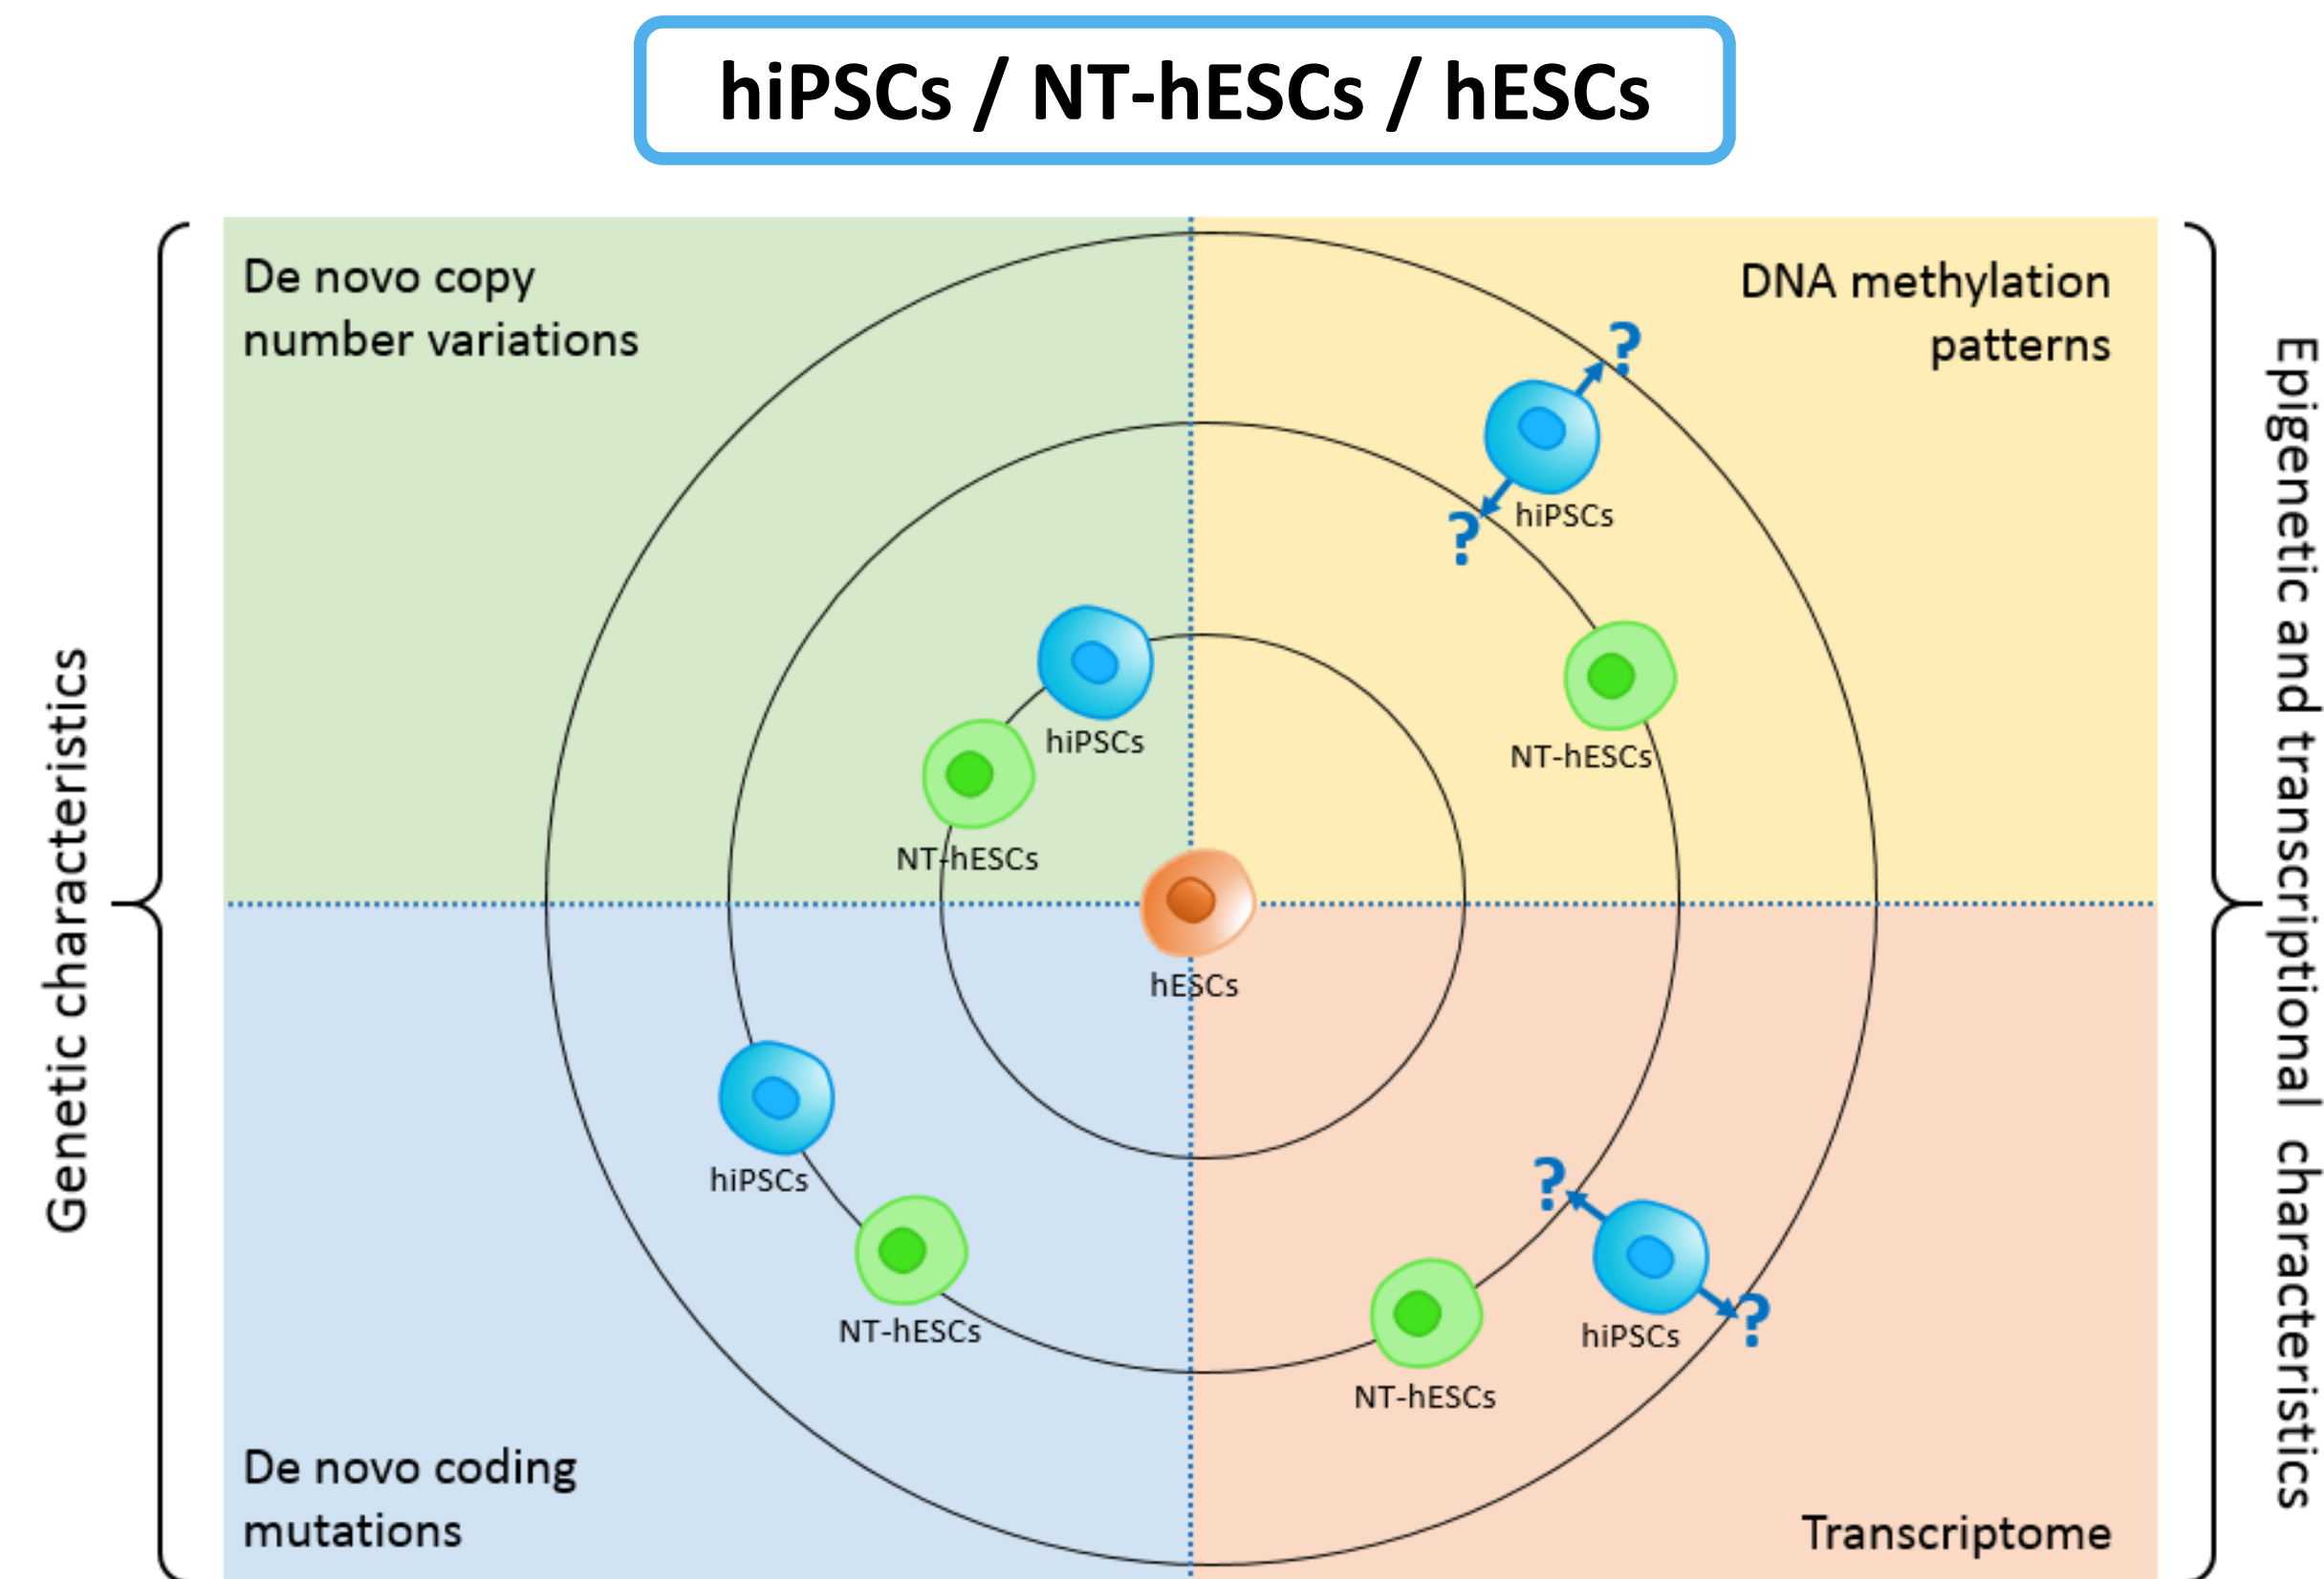 hiPSCs / NT-hESCs / hESCs
De novo copy
number variations
DNA methylation
patterns
?
?
hiPSCs
hiPSCs
NT-hESCs
NT-hESCs
hESCs
hiPSCs
NT-hESCs
?
?
hiPSCs
NT-hESCs
De novo coding
mutations
Transcriptome
Genetic characteristics
Epigenetic and transcriptional characteristics